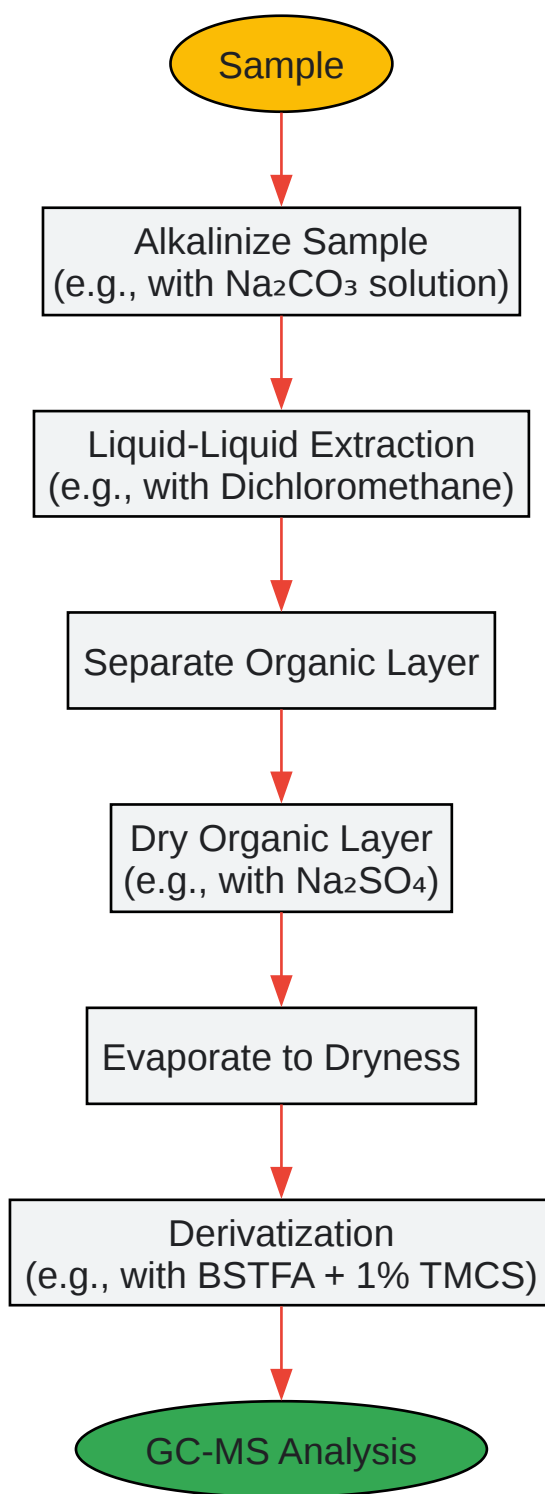 Sample
Alkalinize Sample
(e.g., with Na₂CO₃ solution)
Liquid-Liquid Extraction
(e.g., with Dichloromethane)
Separate Organic Layer
Dry Organic Layer
(e.g., with Na₂SO₄)
Evaporate to Dryness
Derivatization
(e.g., with BSTFA + 1% TMCS)
GC-MS Analysis